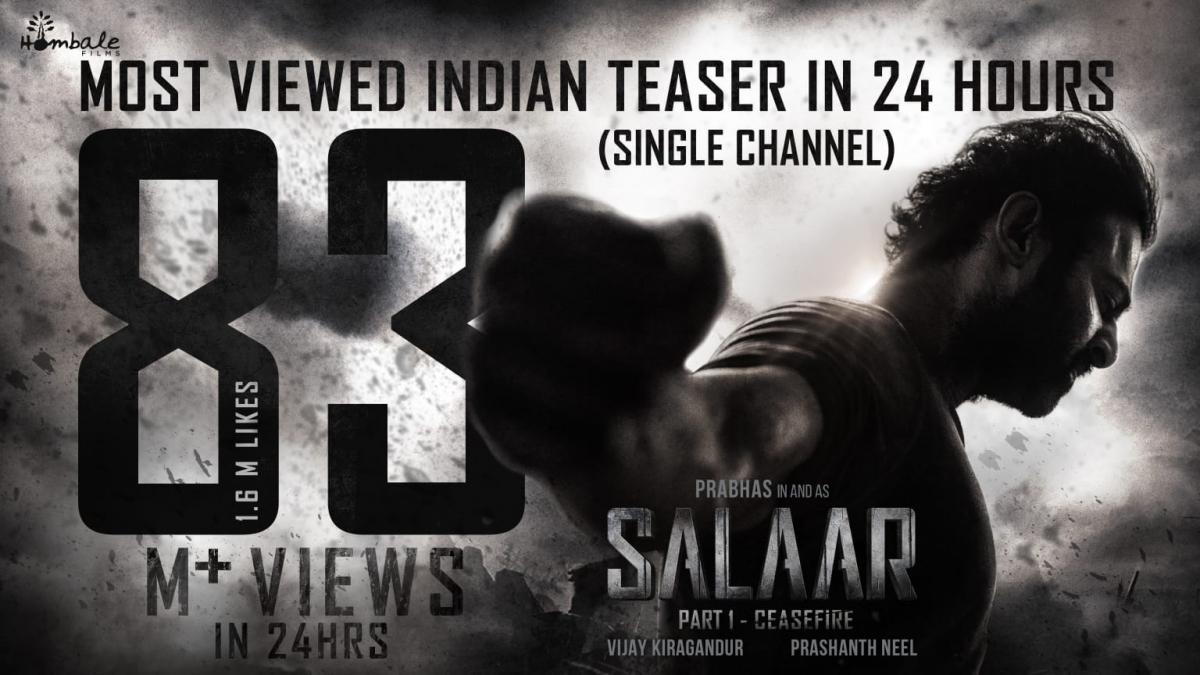 Hombale
FILMS
MOST VIEWED INDIAN TEASER IN 24 HOURS
(SINGLE CHANNEL)
83
1.6 M LIKES
M+ VIEWS
IN 24HRS
PRABHAS IN AND AS
SALAAR
PART 1 - CEASEFIRE
VIJAY KIRAGANDUR PRASHANTH NEEL